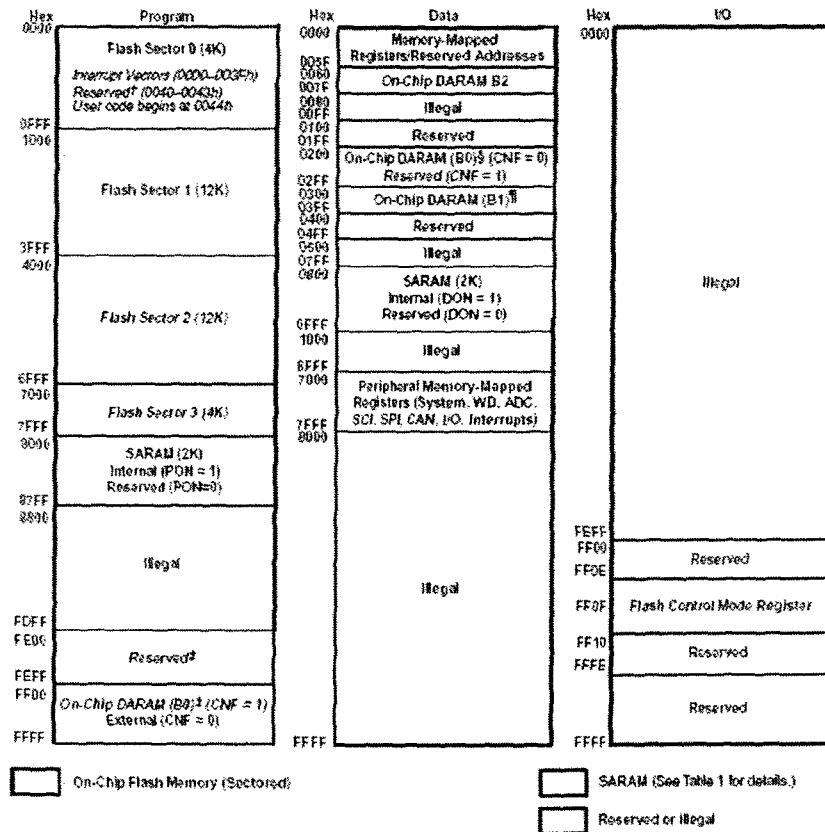 Hex Program
0000
Flash Sector 0 (4K)
Interrupt Vectors (0000–003Fh)
Reserved† (0040–0043h)
User code begins at 0044h
0FFF
1000
Flash Sector 1 (12K)
3FFF
4000
Flash Sector 2 (12K)
6FFF
7000
Flash Sector 3 (4K)
7FFF
8000
SARAM (2K)
Internal (PON = 1)
Reserved (PON=0)
87FF
8800
Illegal
FDFF
FE00
Reserved‡
FEFF
FF00
On-Chip DARAM (B0)‡ (CNF = 1)
External (CNF = 0)
FFFF
Hex Data
0000
Memory-Mapped
Registers/Reserved Addresses
005F
0060
On-Chip DARAM B2
007F
0080
Illegal
00FF
0100
Reserved
01FF
0200
On-Chip DARAM (B0)§ (CNF = 0)
Reserved (CNF = 1)
02FF
0300
On-Chip DARAM (B1)¶
03FF
0400
Reserved
04FF
0500
Illegal
07FF
0800
SARAM (2K)
Internal (DON = 1)
Reserved (DON = 0)
0FFF
1000
Illegal
6FFF
7000
Peripheral Memory-Mapped
Registers (System, WD, ADC,
SCI, SPI, CAN, I/O, Interrupts)
7FFF
8000
Illegal
FFFF
Hex I/O
0000
Illegal
FEFF
FF00
Reserved
FF0E
FF0F Flash Control Mode Register
FF10
Reserved
FFFE
Reserved
FFFF
On-Chip Flash Memory (Sectored)
SARAM (See Table 1 for details.)
Reserved or Illegal